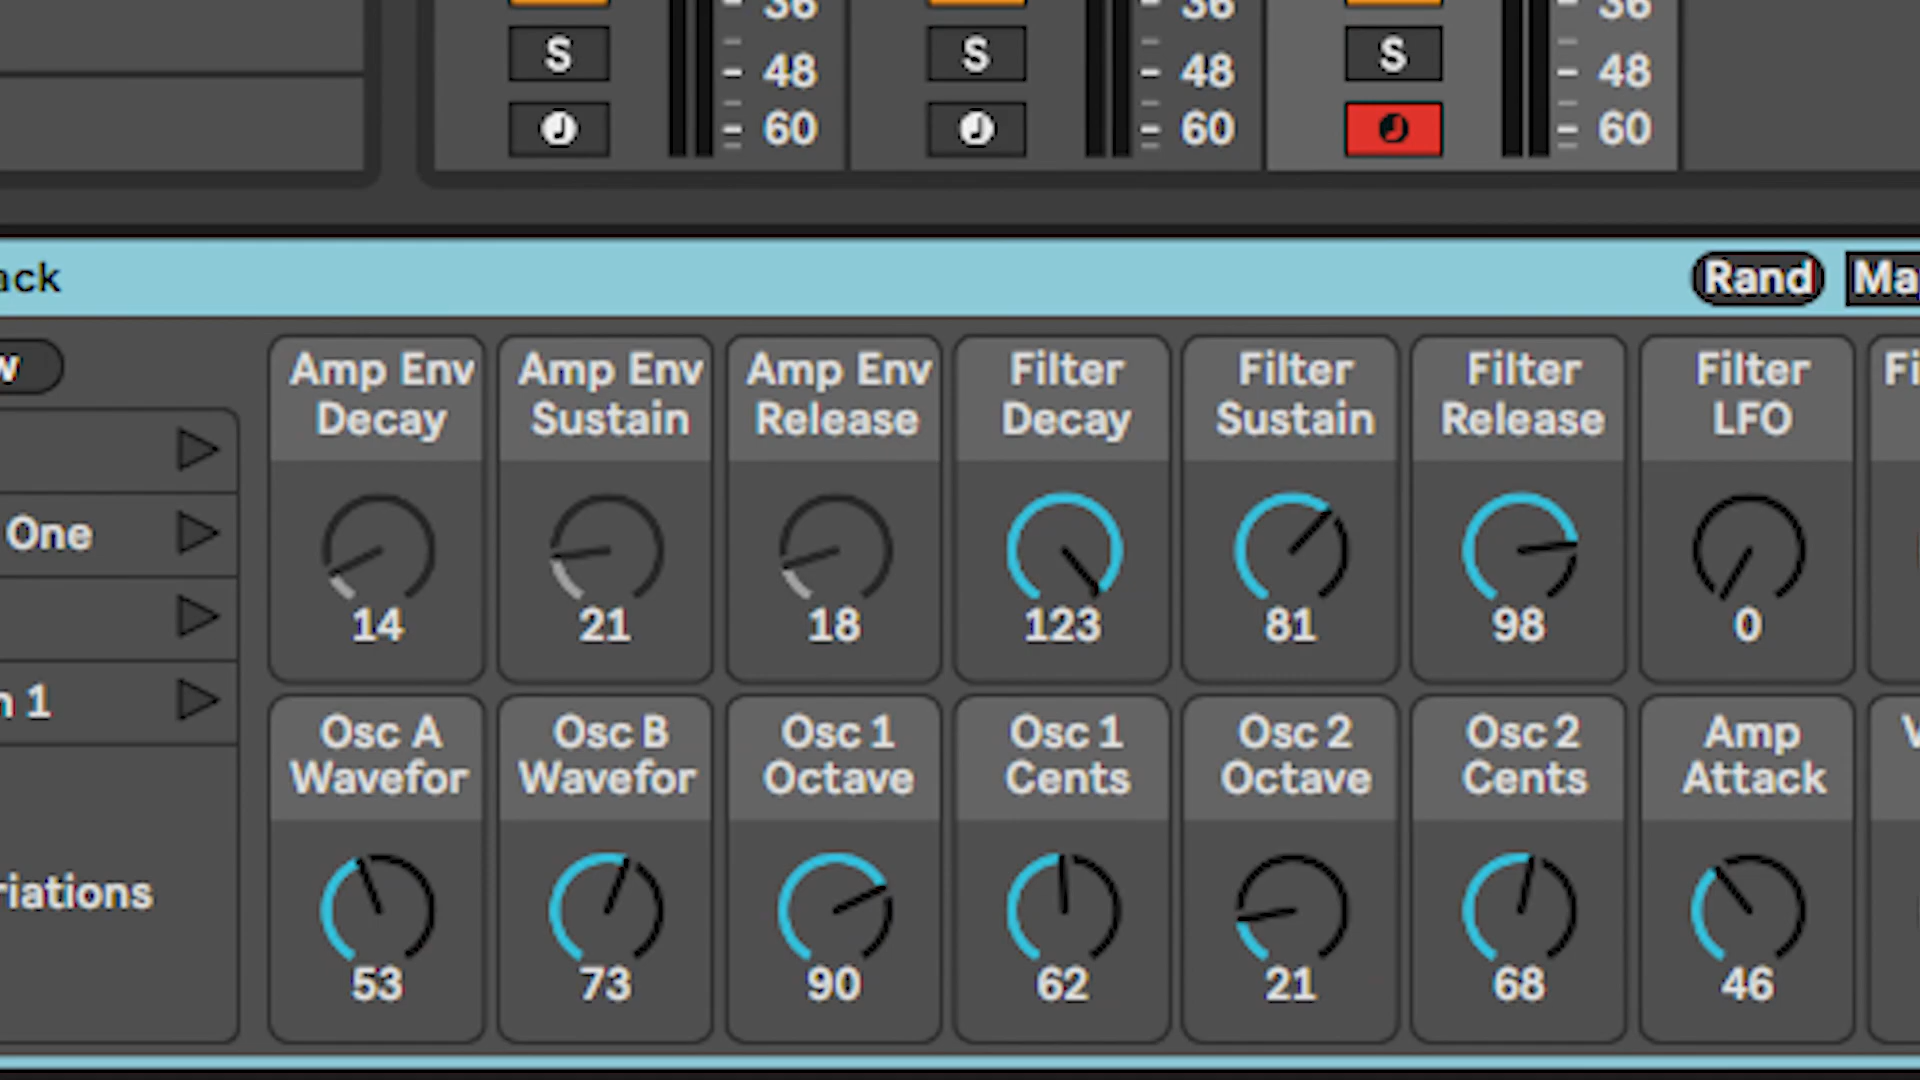 36 36 36
S S S
48 48 48
60 60 60
ack Rand Ma
w
Amp Env Decay
Amp Env Sustain
Amp Env Release
Filter Decay
Filter Sustain
Filter Release
Filter LFO
Fi
One
14 21 18 123 81 98 0
n 1
Osc A Wavefor
Osc B Wavefor
Osc 1 Octave
Osc 1 Cents
Osc 2 Octave
Osc 2 Cents
Amp Attack
V
riations
53 73 90 62 21 68 46